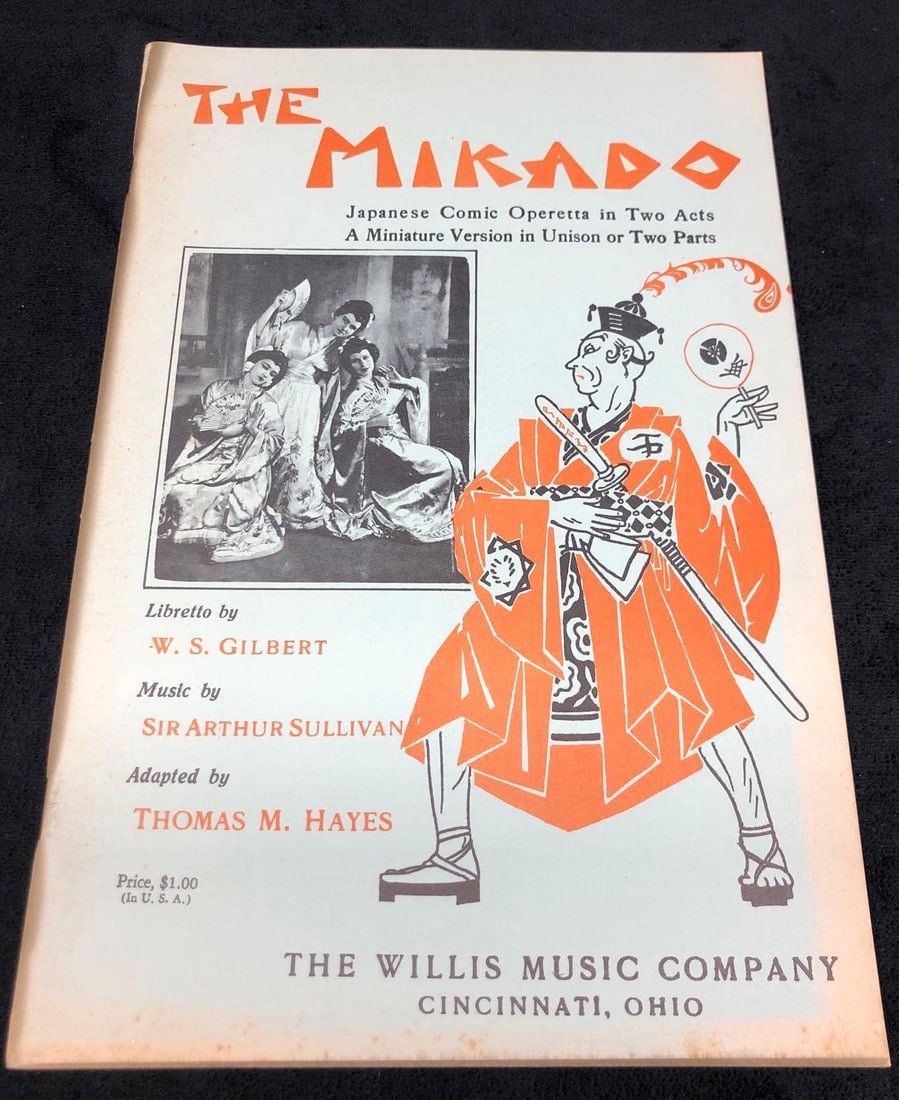 THE
MIKADO
Japanese Comic Operetta in Two Acts
A Miniature Version in Unison or Two Parts
Libretto by
W. S. GILBERT
Music by
SIR ARTHUR SULLIVAN
Adapted by
THOMAS M. HAYES
Price, $1.00
(In U. S. A.)
THE WILLIS MUSIC COMPANY
CINCINNATI, OHIO